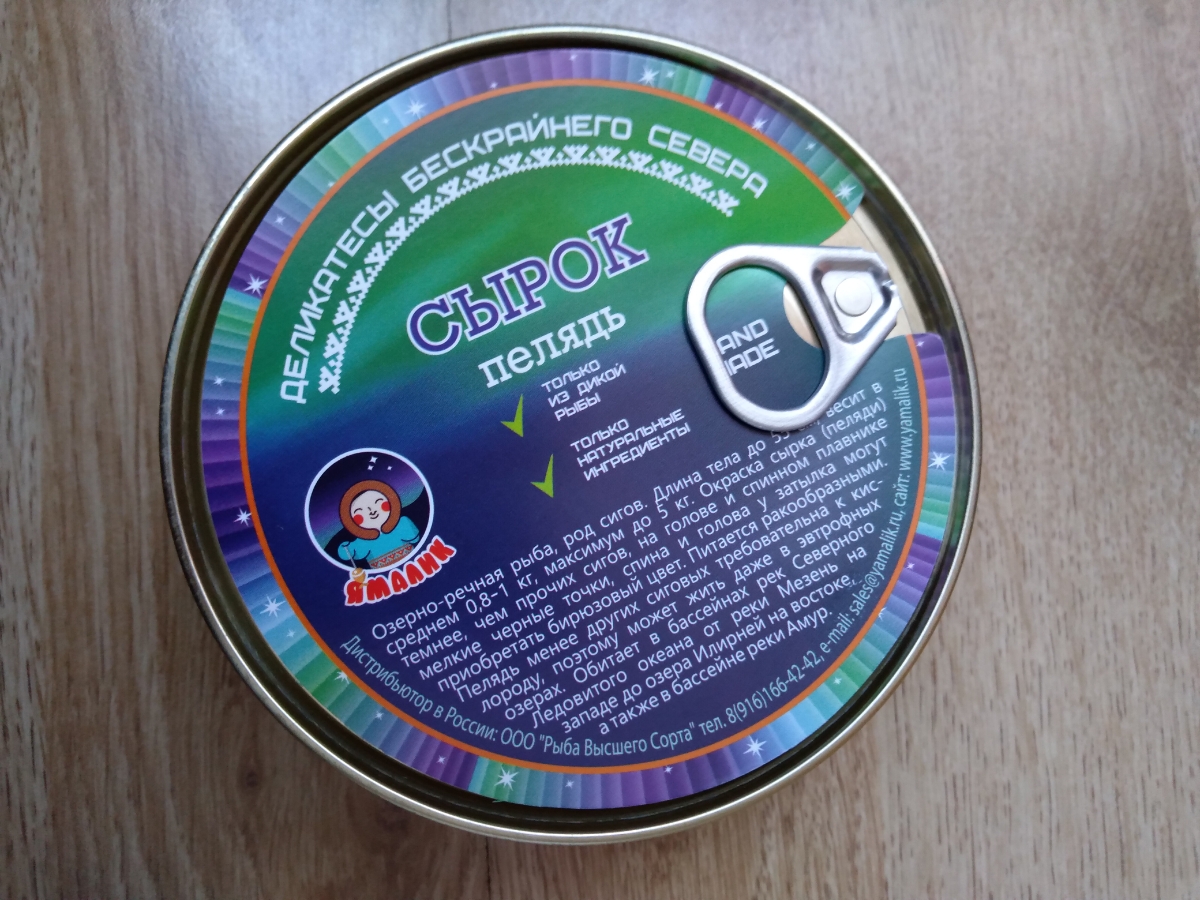 ДЕЛИКАТЕСЫ БЕСКРАЙНЕГО СЕВЕРА
СЫРОК
пелядь
AND
ADE
ТОЛЬКО
ИЗ ДИКОЙ
РЫБЫ
ТОЛЬКО
НАТУРАЛЬНЫЕ
ИНГРЕДИЕНТЫ
ЯМАЛИК
Озерно-речная рыба, род сигов. Длина тела до весит в
среднем 0,8-1 кг, максимум до 5 кг. Окраска сырка (пеляди)
темнее, чем прочих сигов, на голове и спинном плавнике
мелкие черные точки, спина и голова у затылка могут
приобретать бирюзовый цвет. Питается ракообразными.
Пелядь менее других сиговых требовательна к кис-
лороду, поэтому может жить даже в эвтрофных
озерах. Обитает в бассейнах рек Северного
Ледовитого океана от реки Мезень на
западе до озера Илирней на востоке,
а также в бассейне реки Амур.
Дистрибьютор в России: ООО "Рыба Высшего Сорта" тел. 8(916)166-42-42, e-mail: sales@yamalik.ru, сайт: www.yamalik.ru